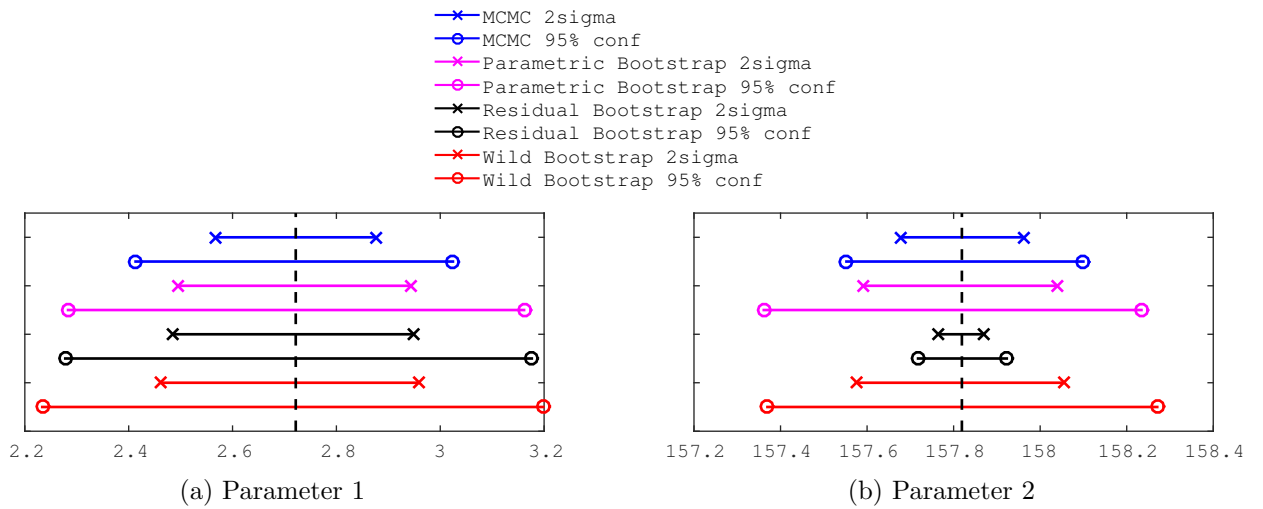 MCMC 2sigma
MCMC 95% conf
Parametric Bootstrap 2sigma
Parametric Bootstrap 95% conf
Residual Bootstrap 2sigma
Residual Bootstrap 95% conf
Wild Bootstrap 2sigma
Wild Bootstrap 95% conf
2.2 2.4 2.6 2.8 3 3.2
(a) Parameter 1
157.2 157.4 157.6 157.8 158 158.2 158.4
(b) Parameter 2